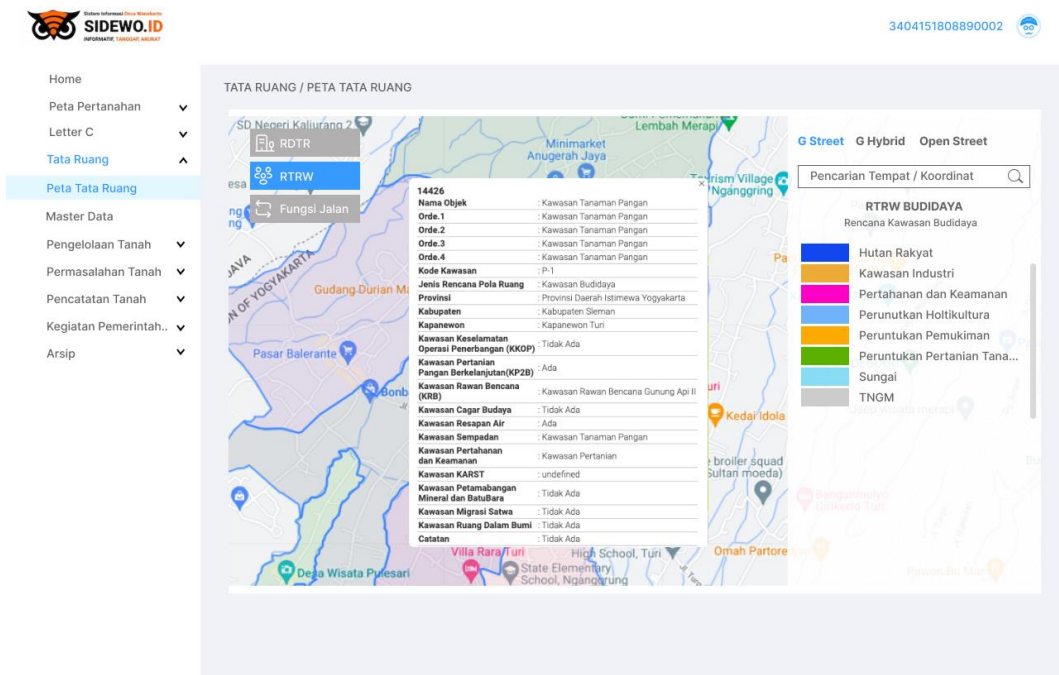 Sistem Informasi Desa Wonokerto
SIDEWO.ID
INFORMATIF, TANGGAP, AKURAT
3404151808890002
Home
Peta Pertanahan
Letter C
Tata Ruang
Peta Tata Ruang
Master Data
Pengelolaan Tanah
Permasalahan Tanah
Pencatatan Tanah
Kegiatan Pemerintah..
Arsip
TATA RUANG / PETA TATA RUANG
SD Negeri Kaliurang 2
Lembah Merapi
Minimarket
Anugerah Jaya
Tourism Village
Nganggring
RDTR
RTRW
Fungsi Jalan
Gudang Durian
Pasar Balerante
14426
Nama Objek : Kawasan Tanaman Pangan
Orde.1 : Kawasan Tanaman Pangan
Orde.2 : Kawasan Tanaman Pangan
Orde.3 : Kawasan Tanaman Pangan
Orde.4 : Kawasan Tanaman Pangan
Kode Kawasan : P-1
Jenis Rencana Pola Ruang : Kawasan Budidaya
Provinsi : Provinsi Daerah Istimewa Yogyakarta
Kabupaten : Kabupaten Sleman
Kapanewon : Kapanewon Turi
Kawasan Keselamatan
Operasi Penerbangan (KKOP) : Tidak Ada
Kawasan Pertanian
Pangan Berkelanjutan(KP2B) : Ada
Kawasan Rawan Bencana
(KRB) : Kawasan Rawan Bencana Gunung Api II
Kawasan Cagar Budaya : Tidak Ada
Kawasan Resapan Air : Ada
Kawasan Sempadan : Kawasan Tanaman Pangan
Kawasan Pertahanan
dan Keamanan : Kawasan Pertanian
Kawasan KARST : undefined
Kawasan Petamabangan
Mineral dan BatuBara : Tidak Ada
Kawasan Migrasi Satwa : Tidak Ada
Kawasan Ruang Dalam Bumi : Tidak Ada
Catatan : Tidak Ada
Kedai Idola
broiler squad
Sultan moeda)
Villa Rara Turi
High School, Turi
Omah Partore
Desa Wisata Pulesari
State Elementary
School, Nganggrung
G Street G Hybrid Open Street
Pencarian Tempat / Koordinat
RTRW BUDIDAYA
Rencana Kawasan Budidaya
Hutan Rakyat
Kawasan Industri
Pertahanan dan Keamanan
Perunutkan Holtikultura
Peruntukan Pemukiman
Peruntukan Pertanian Tana...
Sungai
TNGM